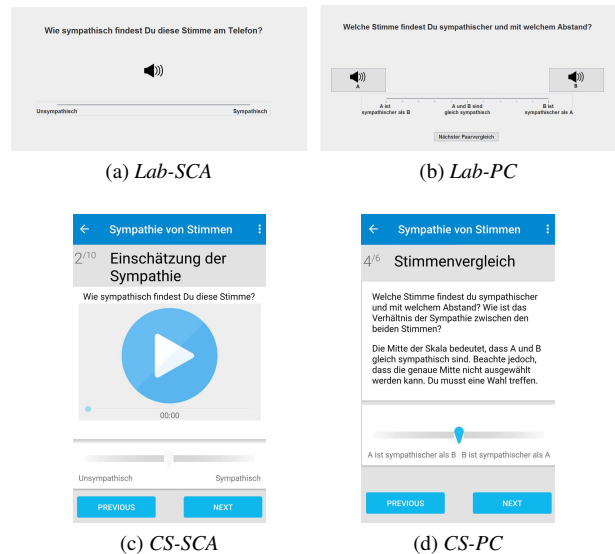 Wie sympathisch findest Du diese Stimme am Telefon?
Unsympathisch
Sympathisch
(a) Lab-SCA
Welche Stimme findest Du sympathischer und mit welchem Abstand?
A
B
A ist
sympathischer als B
A und B sind
gleich sympathisch
B ist
sympathischer als A
Nächster Paarvergleich
(b) Lab-PC
Sympathie von Stimmen
2/10
Einschätzung der
Sympathie
Wie sympathisch findest Du diese Stimme?
00:00
Unsympathisch
Sympathisch
PREVIOUS
NEXT
(c) CS-SCA
Sympathie von Stimmen
4/6
Stimmenvergleich
Welche Stimme findest du sympathischer
und mit welchem Abstand? Wie ist das
Verhältnis der Sympathie zwischen den
beiden Stimmen?
Die Mitte der Skala bedeutet, dass A und B
gleich sympathisch sind. Beachte jedoch,
dass die genaue Mitte nicht ausgewählt
werden kann. Du musst eine Wahl treffen.
A ist sympathischer als B
B ist sympathischer als A
PREVIOUS
NEXT
(d) CS-PC